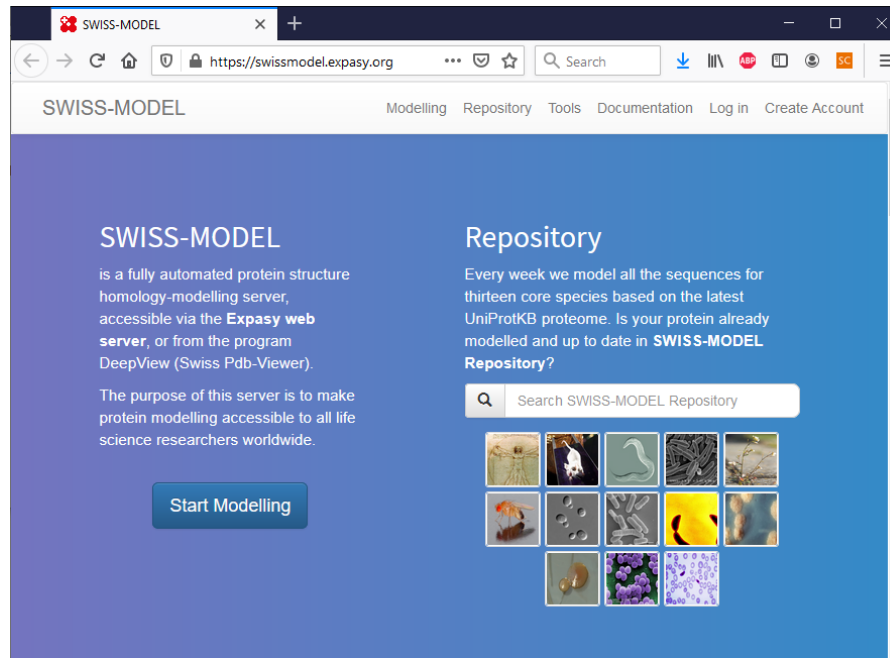 SWISS-MODEL
https://swissmodel.expasy.org
Search
ABP
SC
SWISS-MODEL
Modelling Repository Tools Documentation Log in Create Account
SWISS-MODEL
is a fully automated protein structure
homology-modelling server,
accessible via the Expasy web
server, or from the program
DeepView (Swiss Pdb-Viewer).
The purpose of this server is to make
protein modelling accessible to all life
science researchers worldwide.
Start Modelling
Repository
Every week we model all the sequences for
thirteen core species based on the latest
UniProtKB proteome. Is your protein already
modelled and up to date in SWISS-MODEL
Repository?
Search SWISS-MODEL Repository